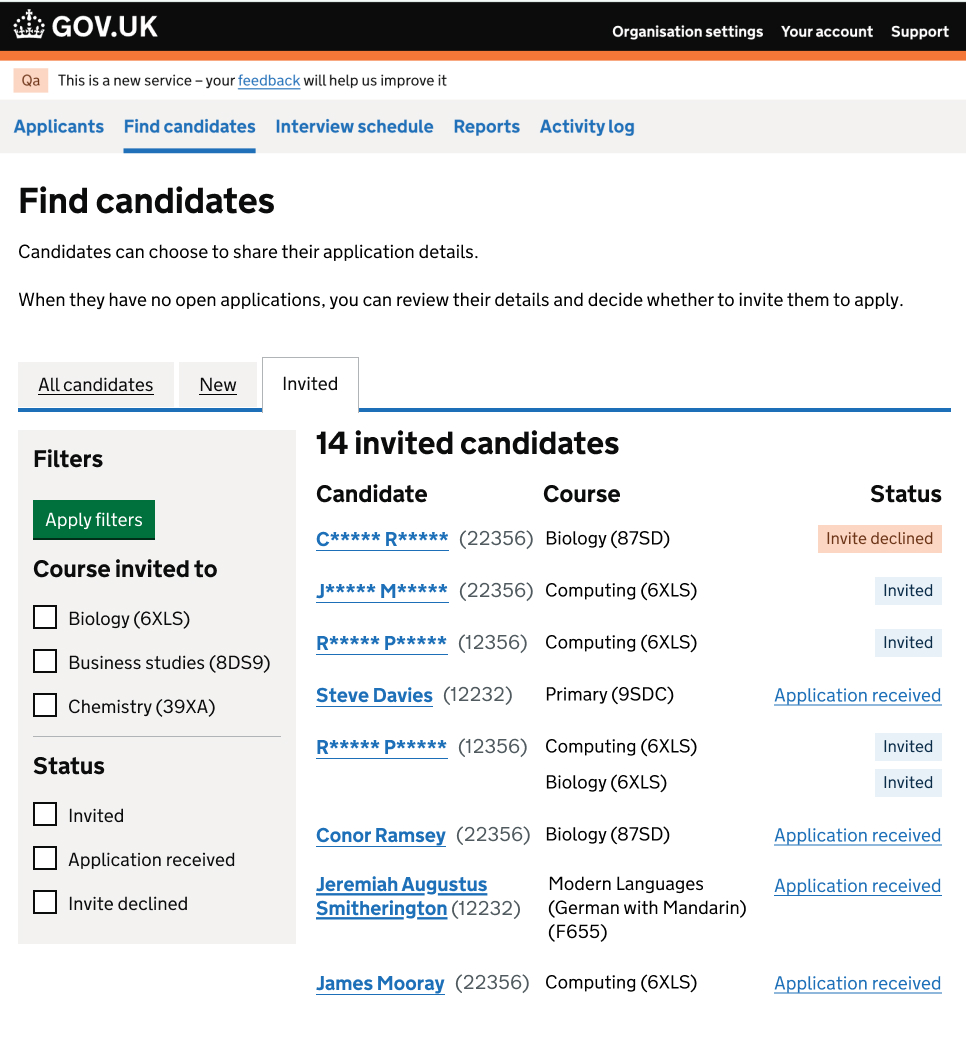 GOV.UK
Organisation settings Your account Support
Qa This is a new service – your feedback will help us improve it
Applicants Find candidates Interview schedule Reports Activity log
Find candidates
Candidates can choose to share their application details.
When they have no open applications, you can review their details and decide whether to invite them to apply.
All candidates New Invited
Filters
Apply filters
Course invited to
Biology (6XLS)
Business studies (8DS9)
Chemistry (39XA)
Status
Invited
Application received
Invite declined
14 invited candidates
Candidate Course Status
C***** R***** (22356) Biology (87SD) Invite declined
J***** M***** (22356) Computing (6XLS) Invited
R***** P***** (12356) Computing (6XLS) Invited
Steve Davies (12232) Primary (9SDC) Application received
R***** P***** (12356) Computing (6XLS) Invited
Biology (6XLS) Invited
Conor Ramsey (22356) Biology (87SD) Application received
Jeremiah Augustus Modern Languages Application received
Smitherington (12232) (German with Mandarin)
(F655)
James Mooray (22356) Computing (6XLS) Application received